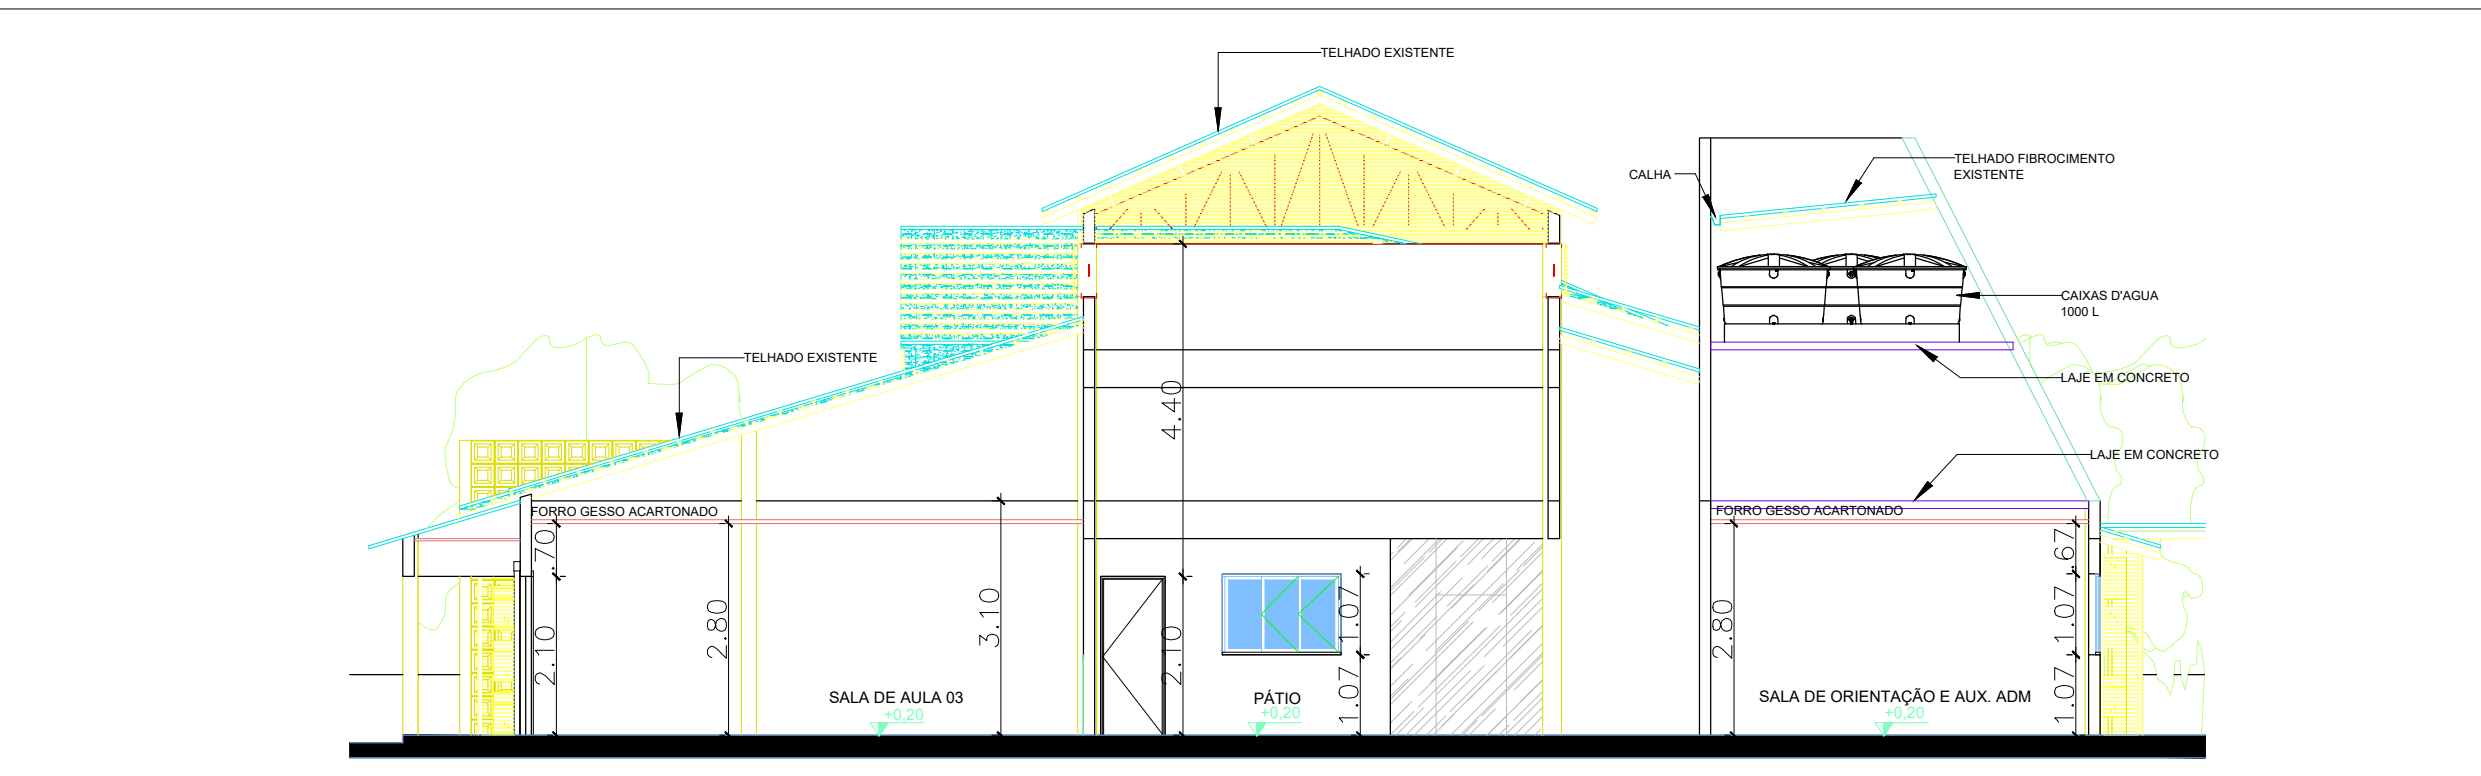 TELHADO EXISTENTE
TELHADO FIBROCIMENTO
EXISTENTE
CALHA
CAIXAS D'AGUA
1000 L
TELHADO EXISTENTE
LAJE EM CONCRETO
4.40
LAJE EM CONCRETO
FORRO GESSO ACARTONADO
FORRO GESSO ACARTONADO
.70
.67
2.10
2.80
3.10
2.10
1.07
1.07
2.80
1.07
1.07
SALA DE AULA 03
+0,20
PÁTIO
+0,20
SALA DE ORIENTAÇÃO E AUX. ADM
+0,20